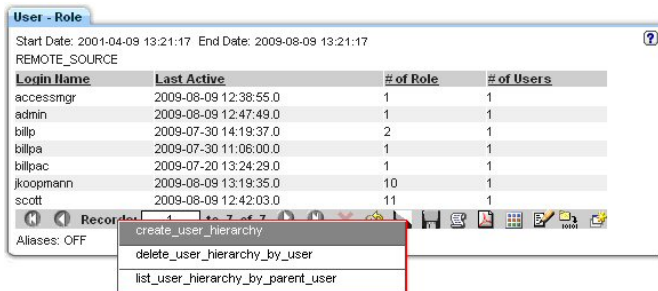 User - Role
Start Date: 2001-04-09 13:21:17 End Date: 2009-08-09 13:21:17
REMOTE_SOURCE
Login Name Last Active # of Role # of Users
accessmgr 2009-08-09 12:38:55.0 1 1
admin 2009-08-09 12:47:49.0 1 1
billp 2009-07-30 14:19:37.0 2 1
billpa 2009-07-30 11:06:00.0 1 1
billpac 2009-07-20 13:24:29.0 1 1
jkoopmann 2009-08-09 13:19:35.0 10 1
scott 2009-08-09 12:42:03.0 11 1
Records: 1 to 7 of 7
Aliases: OFF
create_user_hierarchy
delete_user_hierarchy_by_user
list_user_hierarchy_by_parent_user